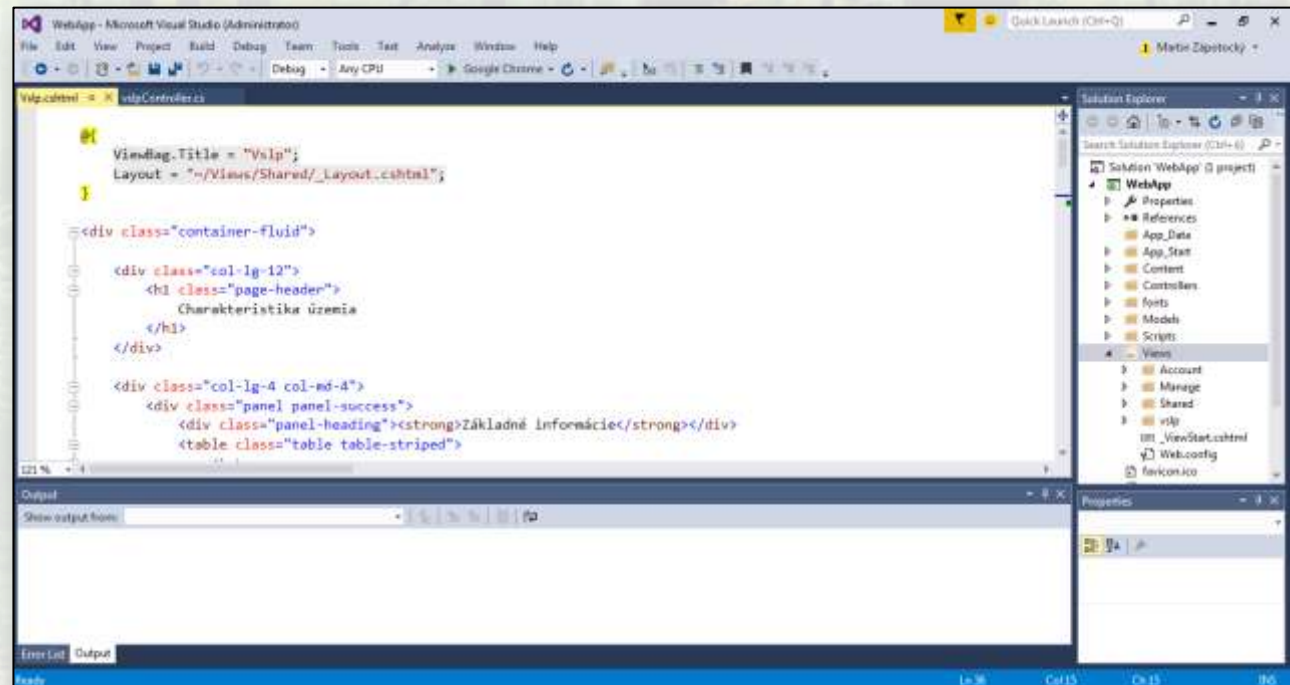 WebApp - Microsoft Visual Studio (Administrator)
Quick Launch (Ctrl+Q)
File Edit View Project Build Debug Team Tools Test Analyze Window Help
Martin Zápotocký
Debug Any CPU Google Chrome
Vslp.cshtml vslpController.cs
@{
ViewBag.Title = "Vslp";
Layout = "~/Views/Shared/_Layout.cshtml";
}
<div class="container-fluid">
<div class="col-lg-12">
<h1 class="page-header">
Charakteristika územia
</h1>
</div>
<div class="col-lg-4 col-md-4">
<div class="panel panel-success">
<div class="panel-heading"><strong>Základné informácie</strong></div>
<table class="table table-striped">
121 %
Solution Explorer
Search Solution Explorer (Ctrl+ů)
Solution 'WebApp' (1 project)
WebApp
Properties
References
App_Data
App_Start
Content
Controllers
fonts
Models
Scripts
Views
Account
Manage
Shared
vslp
_ViewStart.cshtml
Web.config
favicon.ico
Output
Show output from:
Properties
Error List Output
Ready Ln 36 Col 15 Ch 15 INS